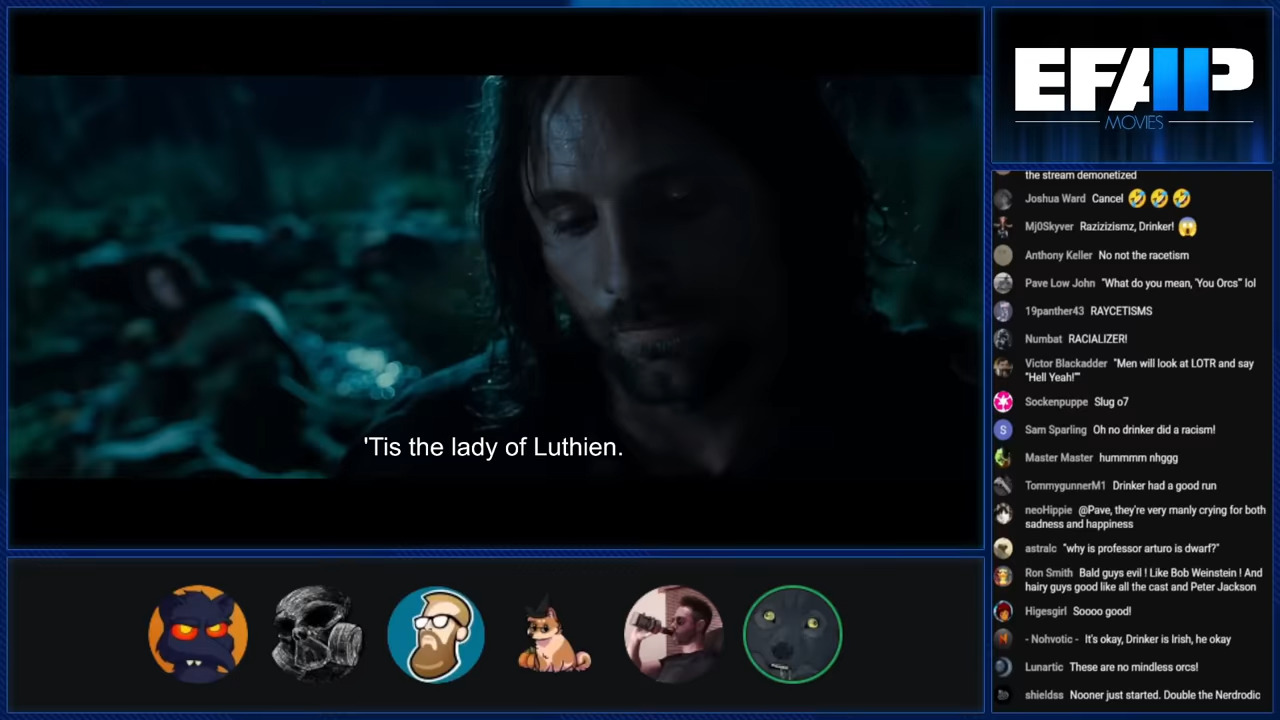 'Tis the lady of Luthien.
EFAP
MOVIES
the stream demonetized
Joshua Ward Cancel 🤣 🤣 🤣
Mj0Skyver Razizizismz, Drinker! 😱
Anthony Keller No not the racetism
Pave Low John "What do you mean, 'You Orcs'" lol
19panther43 RAYCETISMS
Numbat RACIALIZER!
Victor Blackadder "Men will look at LOTR and say
"Hell Yeah!""
Sockenpuppe Slug o7
S
Sam Sparling Oh no drinker did a racism!
Master Master hummmm nhggg
TommygunnerM1 Drinker had a good run
neoHippie @Pave, they're very manly crying for both
sadness and happiness
astralc "why is professor arturo is dwarf?"
Ron Smith Bald guys evil ! Like Bob Weinstein ! And
hairy guys good like all the cast and Peter Jackson
Higesgirl Soooo good!
- Nohvotic - It's okay, Drinker is Irish, he okay
Lunartic These are no mindless orcs!
shieldss Nooner just started. Double the Nerdrodic